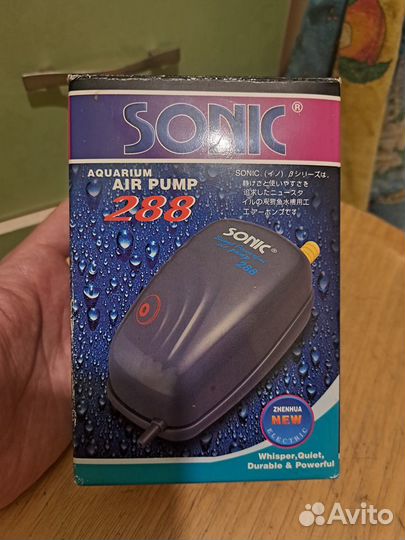 SONIC®
AQUARIUM
AIR PUMP
288
SONIC. (イノ) βシリーズは、
静けさと使いやすさを
追求したニュースタ
イルの観賞魚水槽用エ
エアーポンプです。
SONIC®
288
ZHENHUA
NEW
ELECTRIC
Whisper,Quiet,
Durable & Powerful
Avito